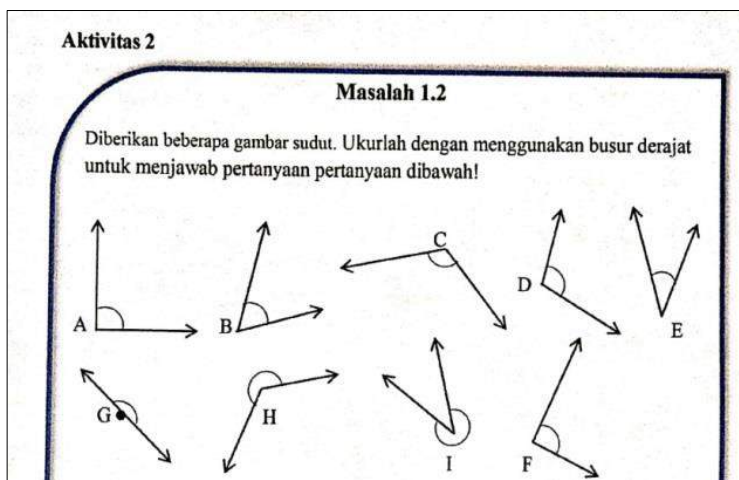 Aktivitas 2
Masalah 1.2
Diberikan beberapa gambar sudut. Ukurlah dengan menggunakan busur derajat
untuk menjawab pertanyaan pertanyaan dibawah!
A
B
C
D
E
G
H
I
F